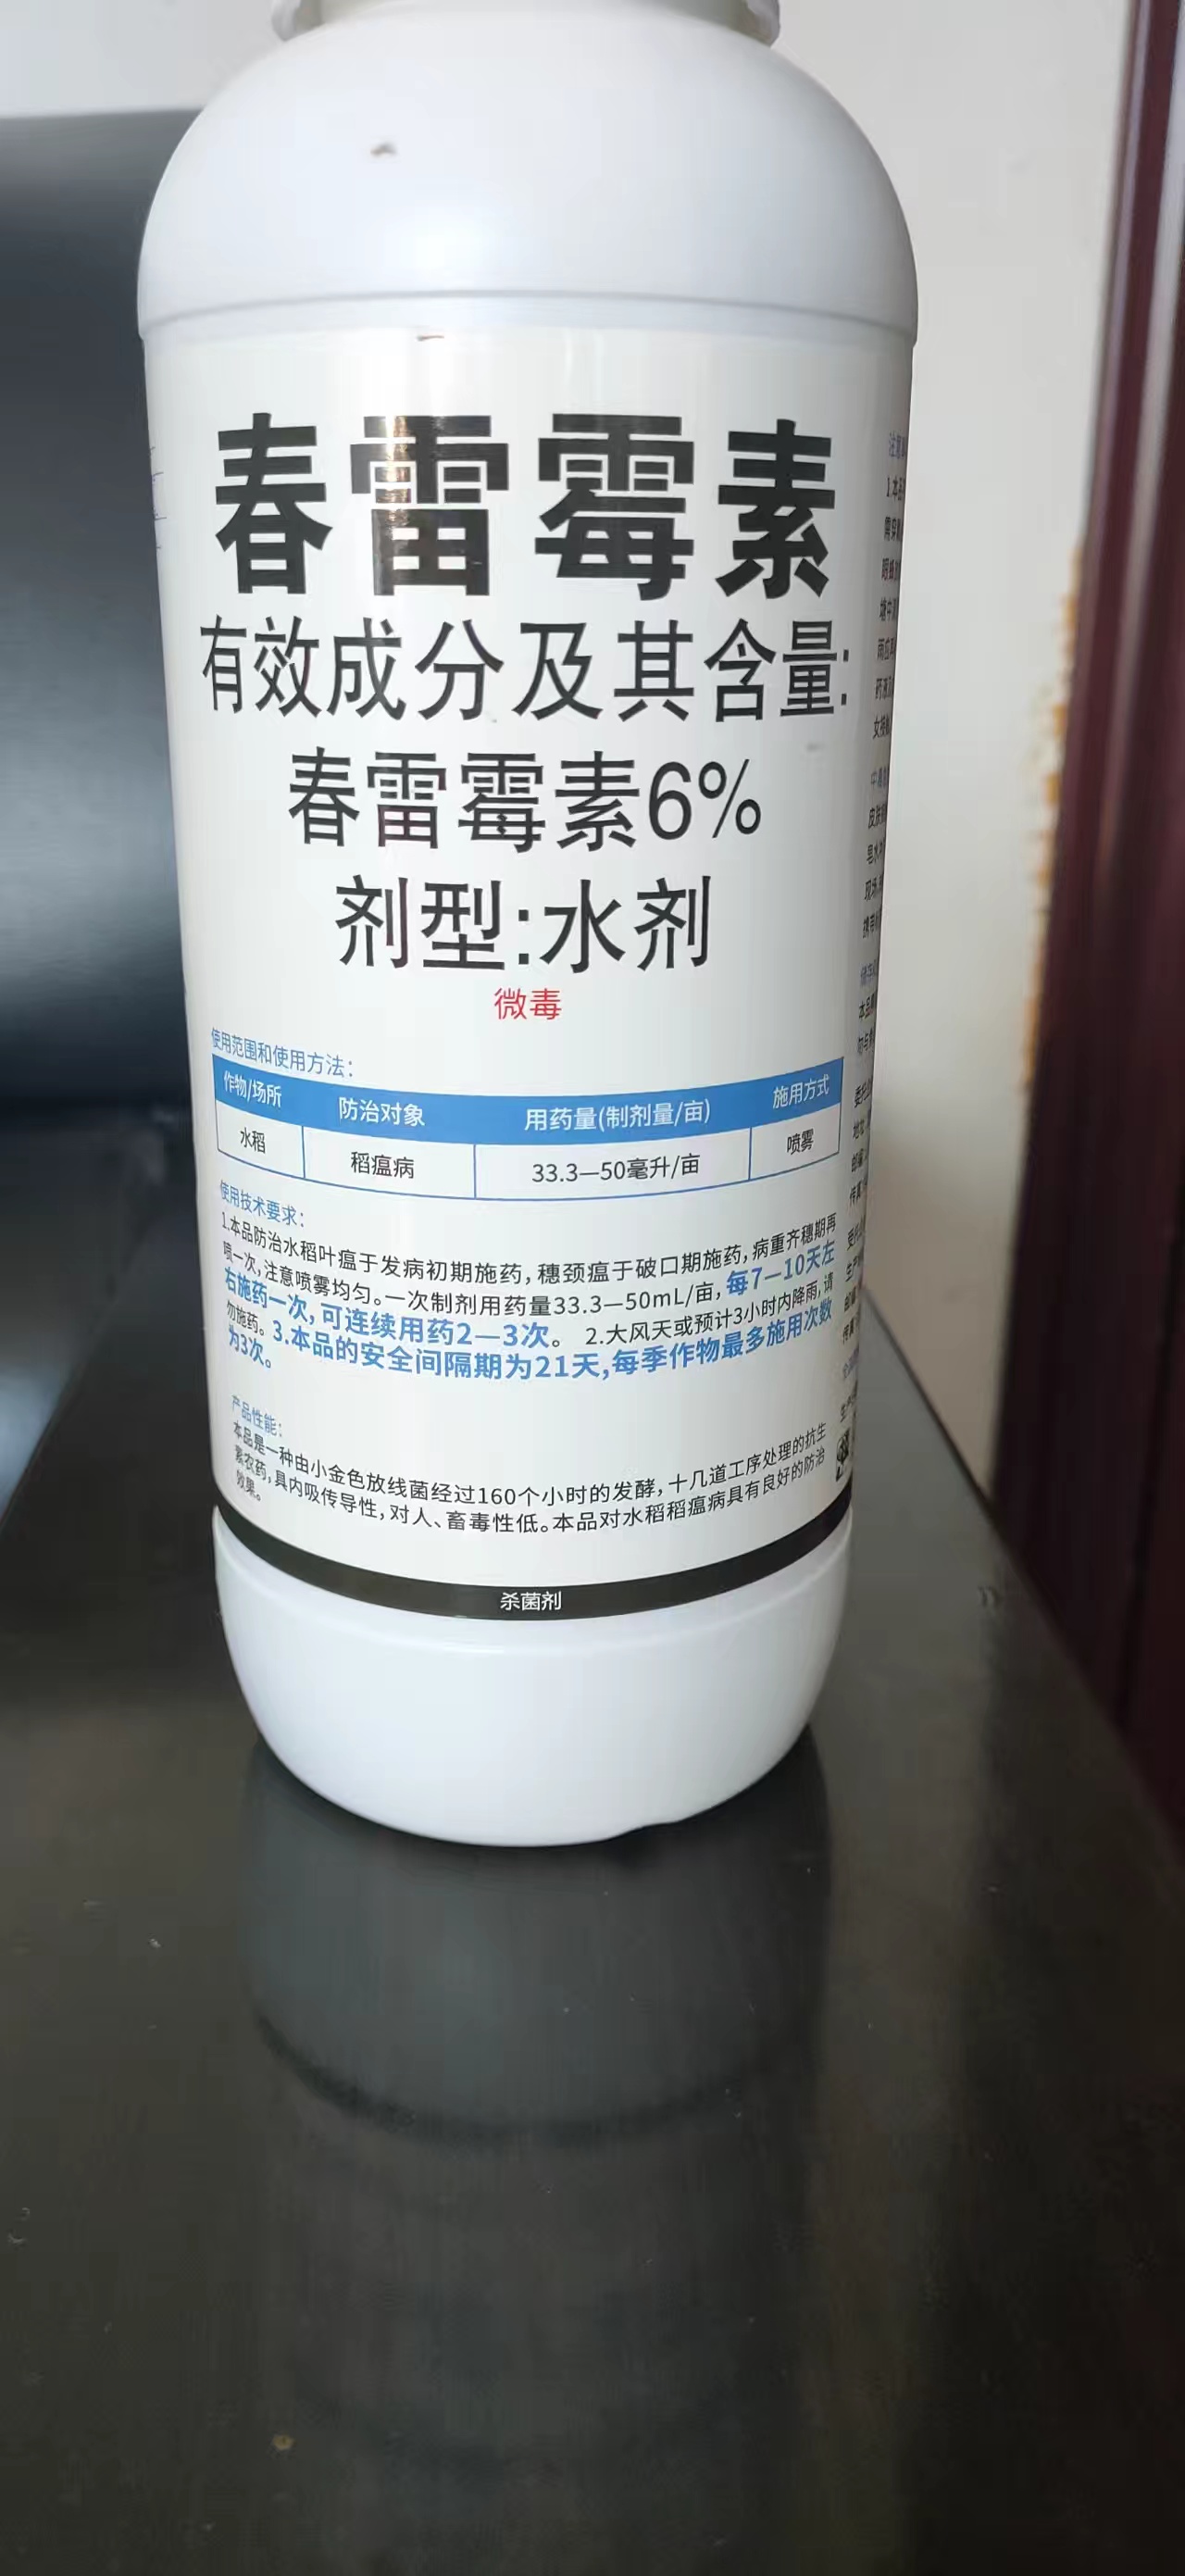 春雷霉素
有效成分及其含量:
春雷霉素6%
剂型:水剂
微毒
使用范围和使用方法:
作物/场所 防治对象 用药量(制剂量/亩) 施用方式
水稻 稻瘟病 33.3—50毫升/亩 喷雾
使用技术要求:
1.本品防治水稻叶瘟于发病初期施药,穗颈瘟于破口期施药,病重齐穗期再
喷一次,注意喷雾均匀。一次制剂用药量33.3—50mL/亩,每7—10天左
右施药一次,可连续用药2—3次。 2.大风天或预计3小时内降雨,请
勿施药。3.本品的安全间隔期为21天,每季作物最多施用次数
为3次。
产品性能:
本品是一种由小金色放线菌经过160个小时的发酵,十几道工序处理的抗生
素农药,具内吸传导性,对人、畜毒性低。本品对水稻稻瘟病具有良好的防治
效果。
杀菌剂